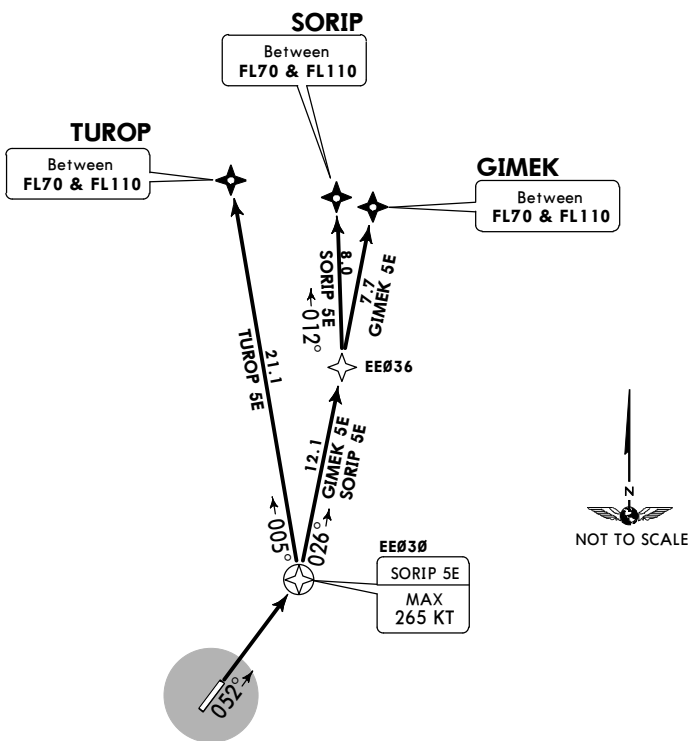 SORIP
Between
FL70 & FL110
TUROP
Between
FL70 & FL110
GIMEK
Between
FL70 & FL110
8.0
SORIP 5E
←012°
7.7
GIMEK 5E
EEØ36
21.1
TUROP 5E
←005°
12.1
GIMEK 5E
SORIP 5E
026°→
N
NOT TO SCALE
EEØ3Ø
SORIP 5E
MAX
265 KT
052°→